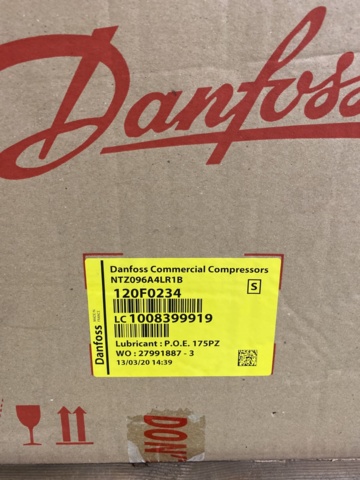 Danfoss
Danfoss Commercial Compressors
NTZ096A4LR1B
120F0234
S
LC 1008399919
Lubricant : P.O.E. 175PZ
WO : 27991887 - 3
13/03/20 14:39
Danfoss
DON'